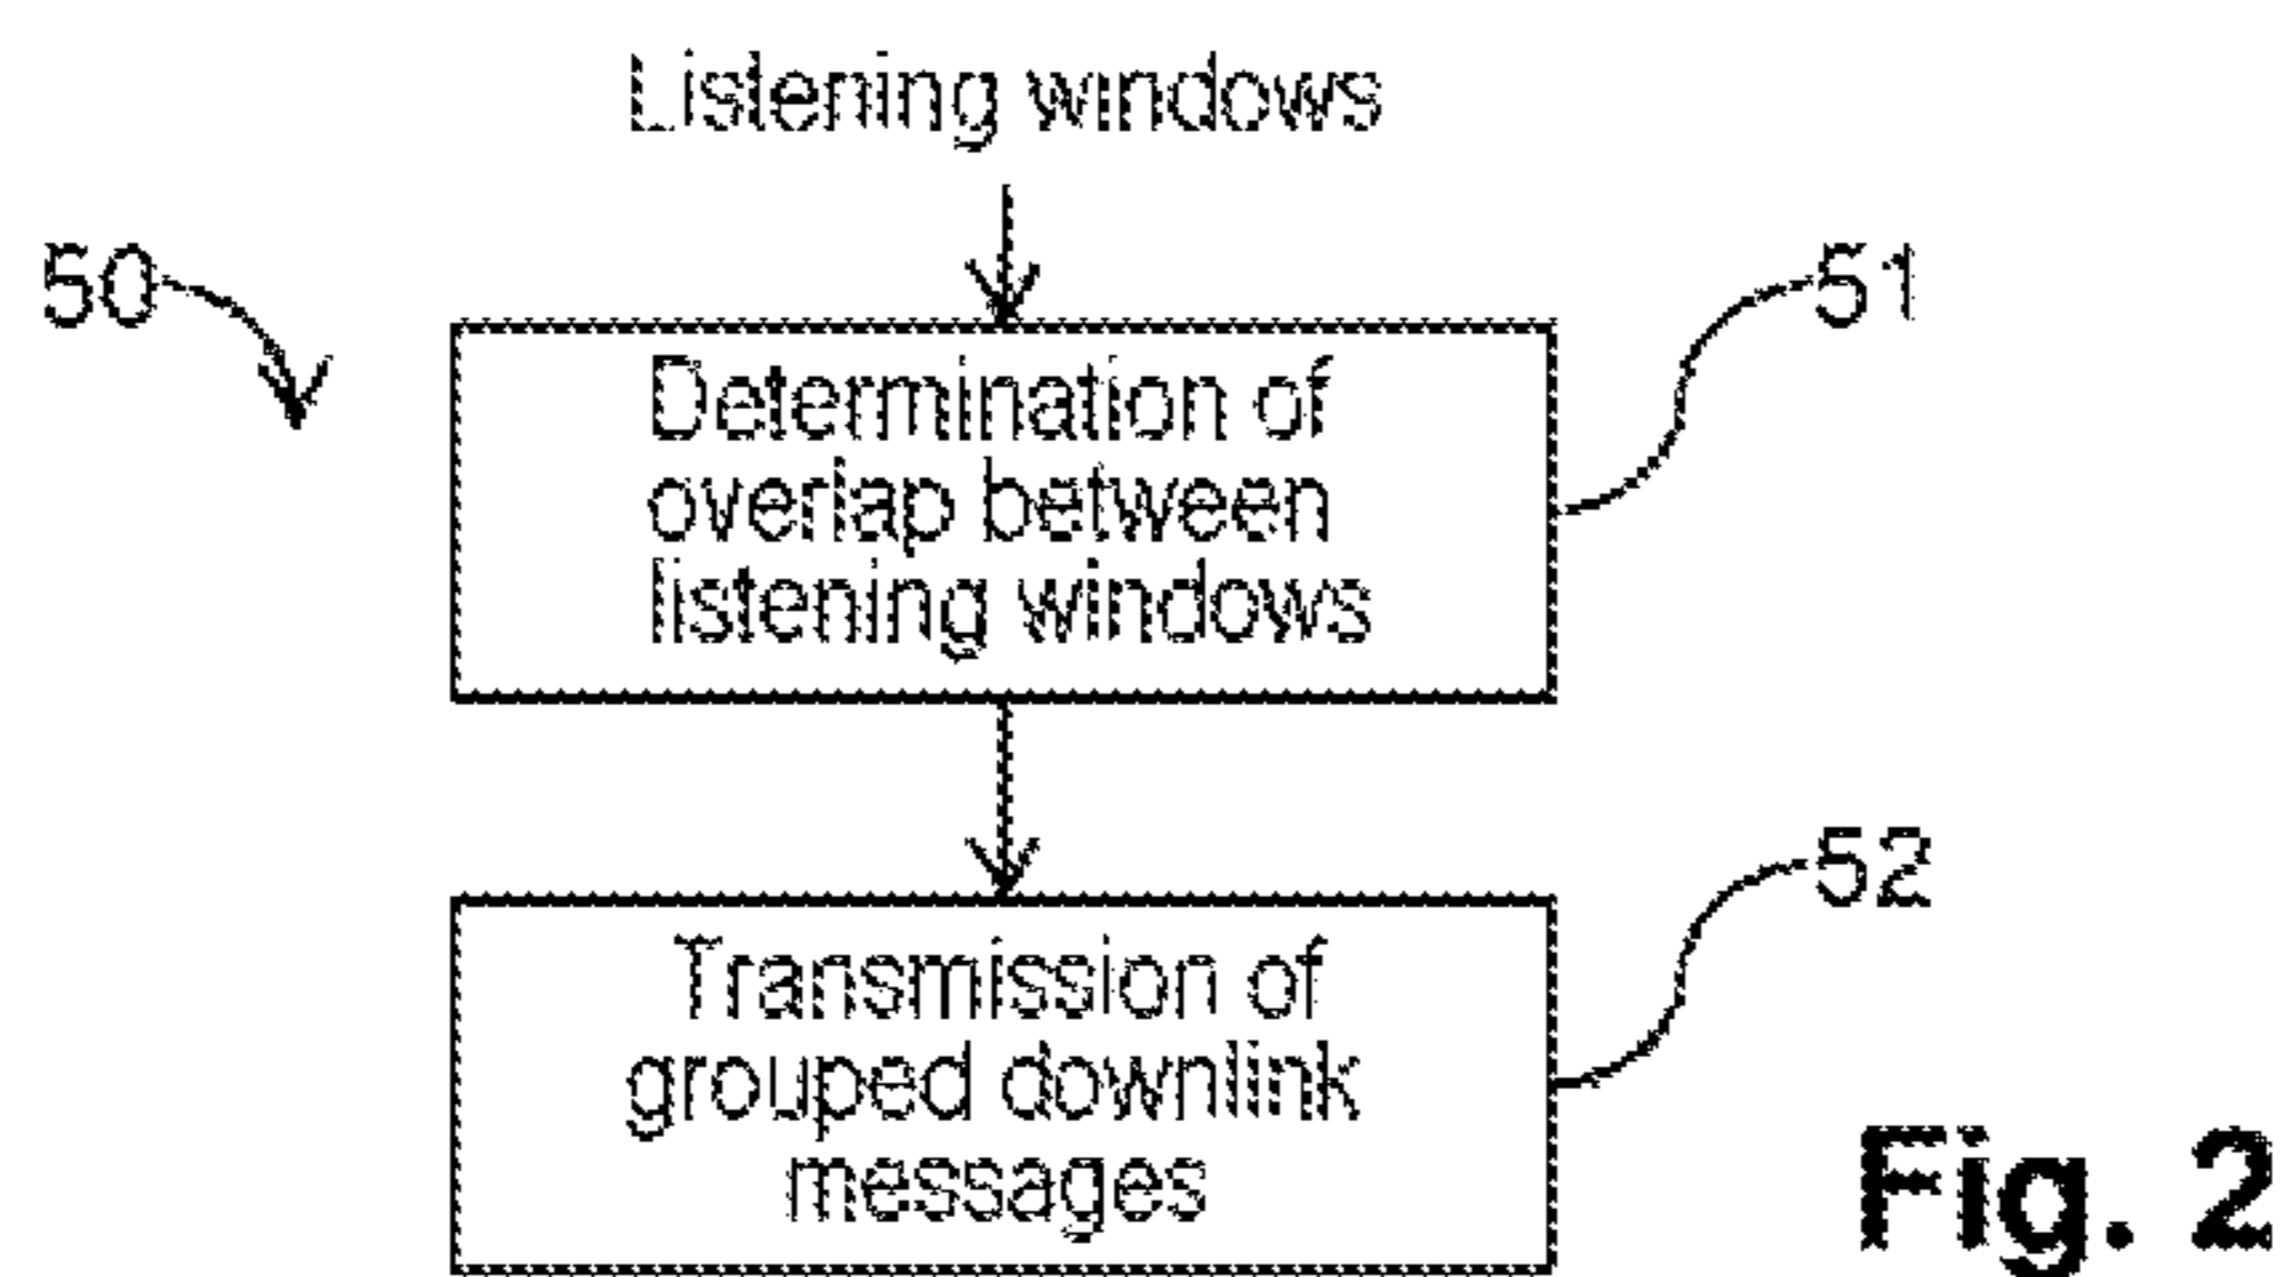 Listening windows
50
51
Determination of
overlap between
listening windows
52
Transmission of
grouped downlink
messages
Fig. 2